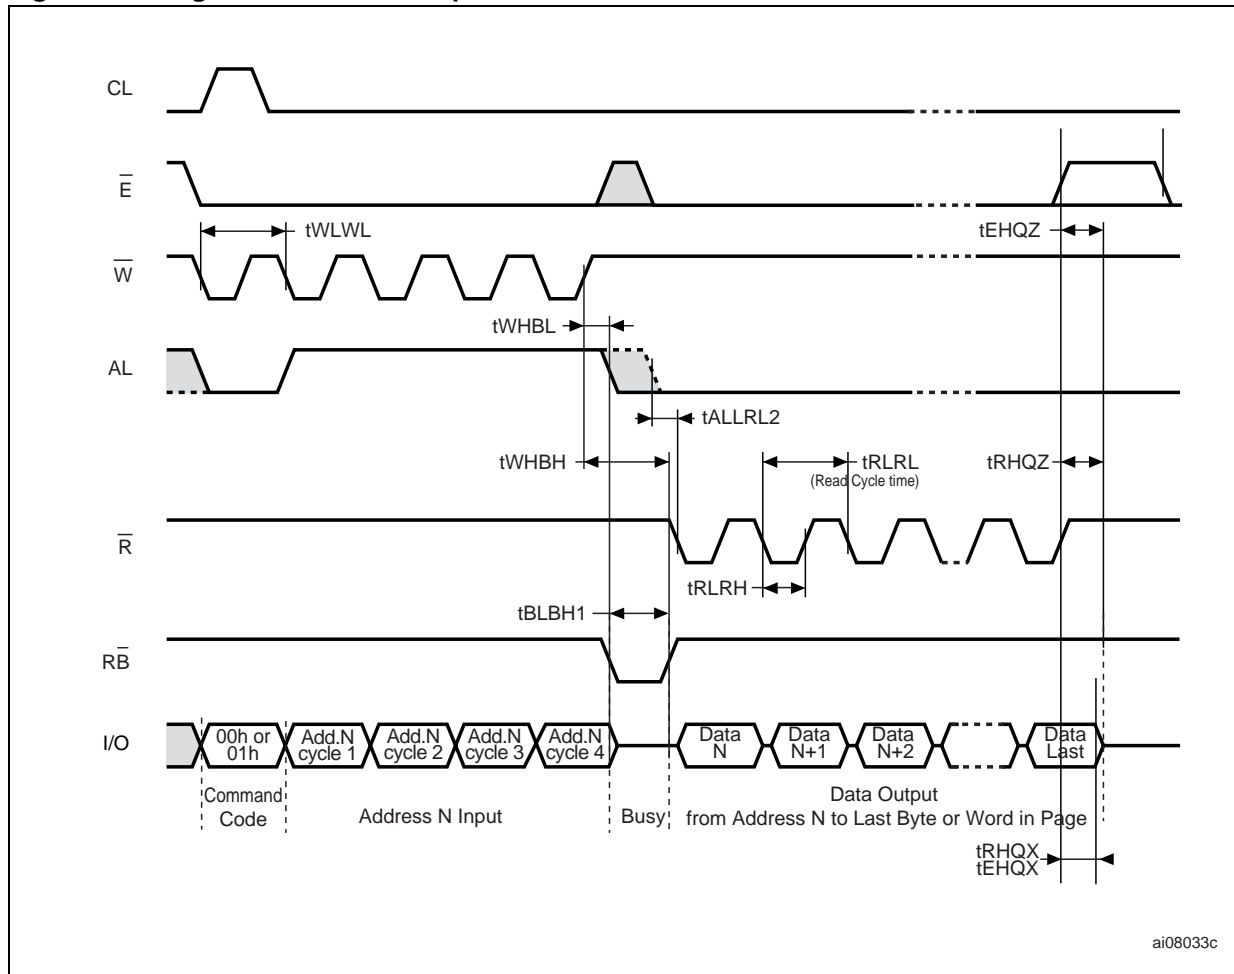 CL
E̅
tWLWL
tEHQZ
W̅
tWHBL
AL
tALLRL2
tWHBH
tRLRL
(Read Cycle time)
tRHQZ
R̅
tRLRH
tBLBH1
RB̅
I/O
00h or
01h
Add.N
cycle 1
Add.N
cycle 2
Add.N
cycle 3
Add.N
cycle 4
Data
N
Data
N+1
Data
N+2
Data
Last
Command
Code
Address N Input
Busy
Data Output
from Address N to Last Byte or Word in Page
tRHQX
tEHQX
ai08033c